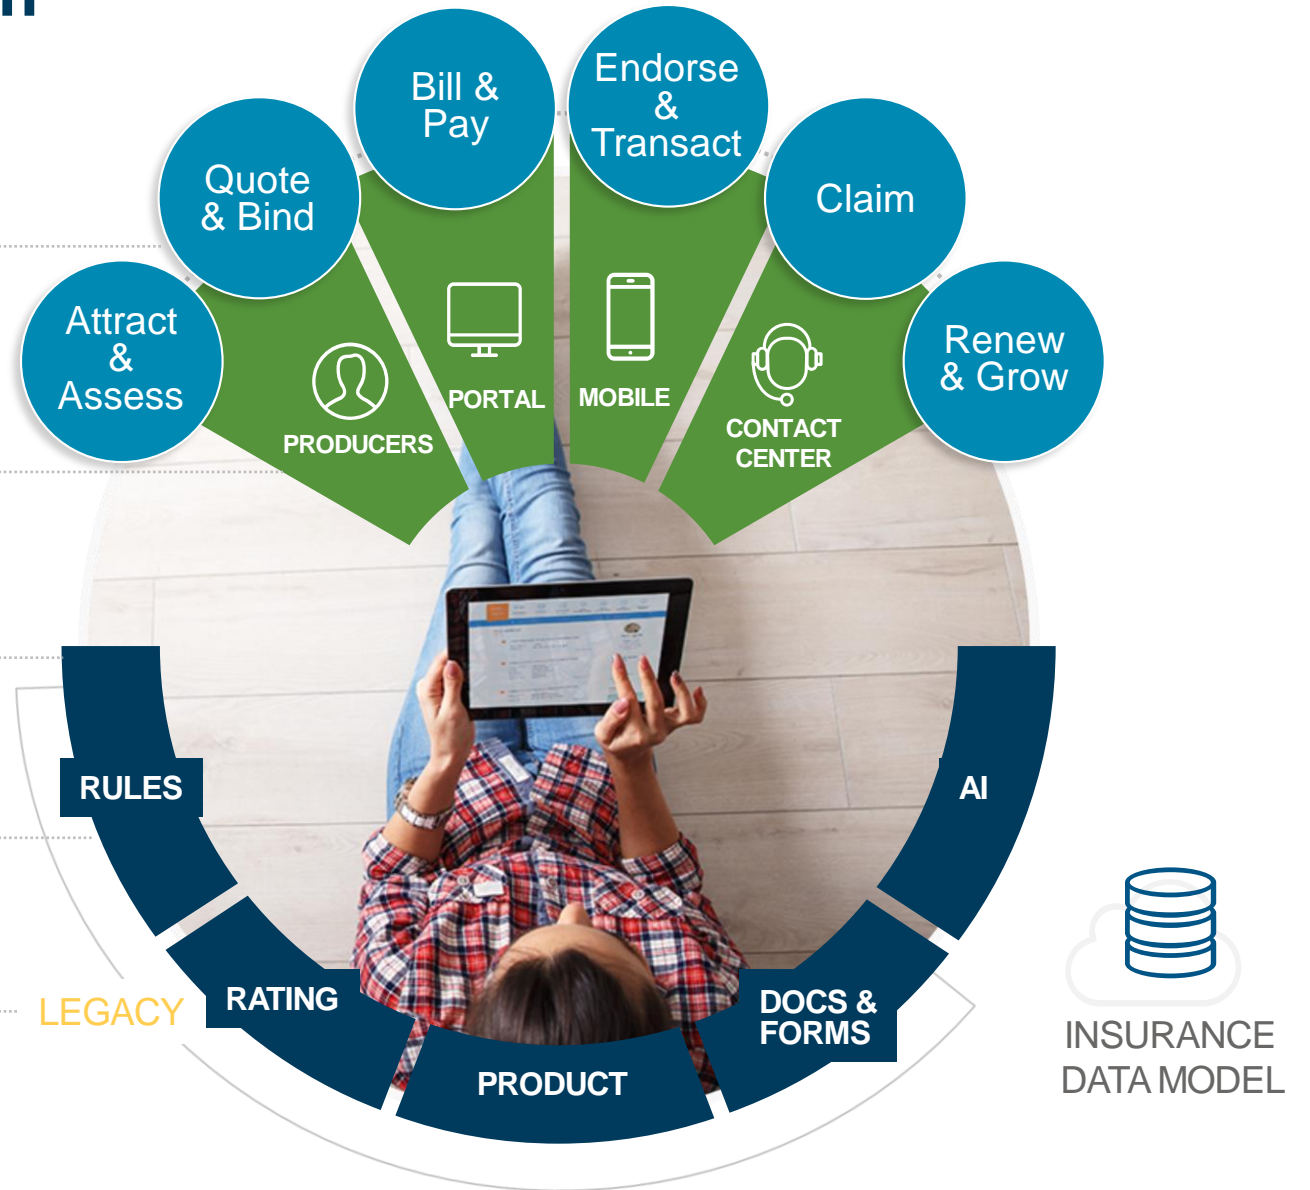 Bill &
Pay
Endorse
&
Transact
Quote
& Bind
Claim
Attract
&
Assess
Renew
& Grow
PRODUCERS
PORTAL
MOBILE
CONTACT
CENTER
RULES
AI
RATING
DOCS &
FORMS
PRODUCT
LEGACY
INSURANCE
DATA MODEL